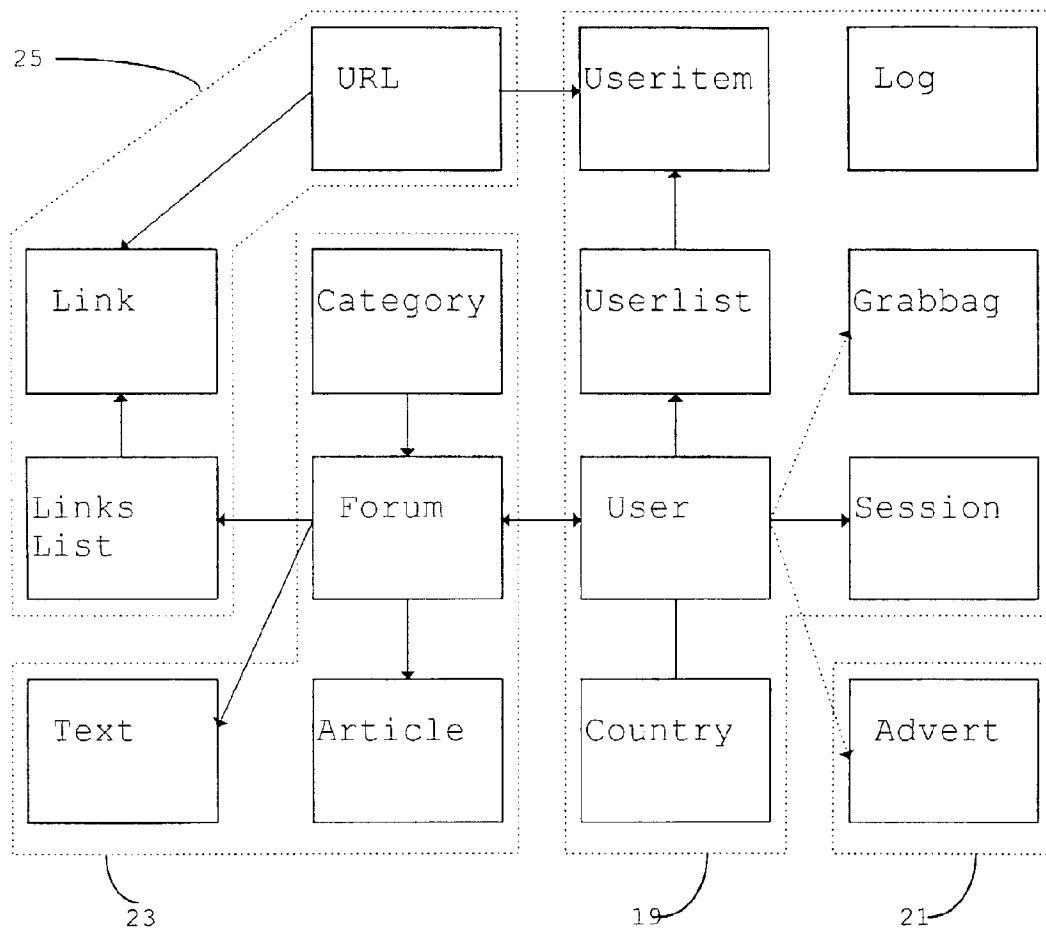 25
URL
Useritem
Log
Link
Category
Userlist
Grabbag
Links
List
Forum
User
Session
Text
Article
Country
Advert
23
19
21